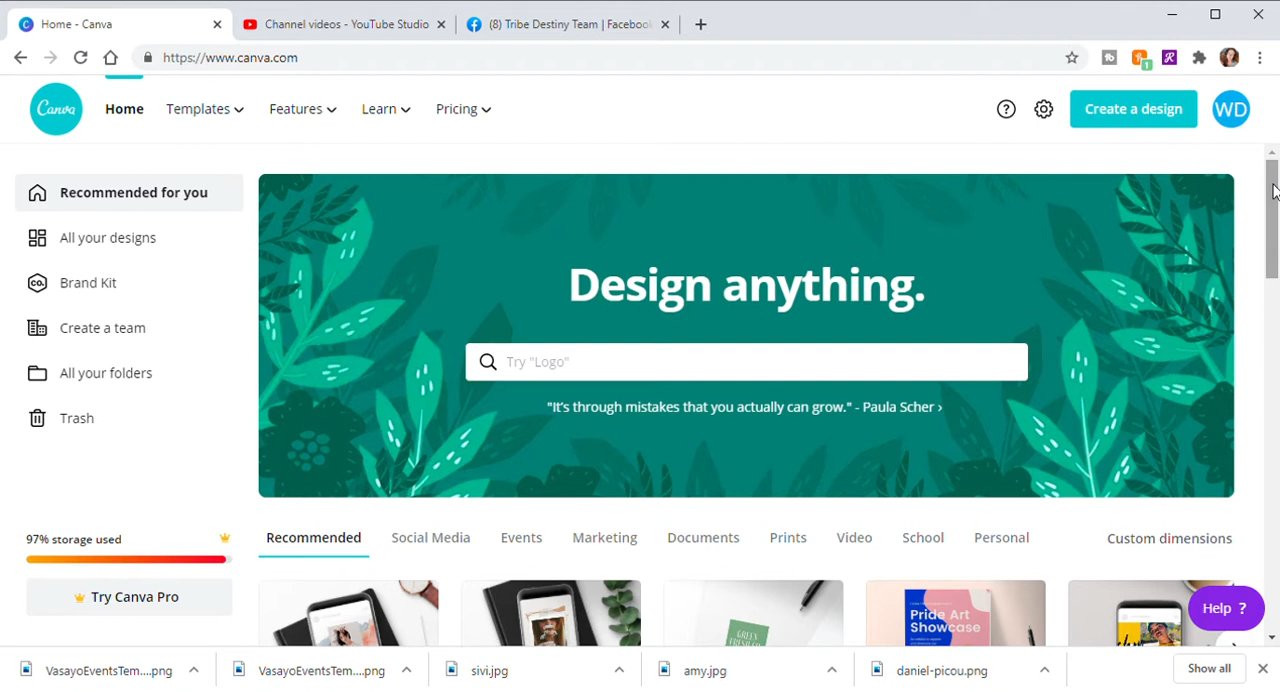 Home - Canva
Channel videos - YouTube Studio
(8) Tribe Destiny Team | Facebook
https://www.canva.com
1
Canva
Home
Templates
Features
Learn
Pricing
Create a design
WD
Recommended for you
All your designs
Brand Kit
Create a team
All your folders
Trash
Design anything.
Try "Logo"
"It's through mistakes that you actually can grow." - Paula Scher ›
97% storage used
Try Canva Pro
Recommended
Social Media
Events
Marketing
Documents
Prints
Video
School
Personal
Custom dimensions
Pride Art
Showcase
GREEN
Help ?
VasayoEventsTem....png
VasayoEventsTem....png
sivi.jpg
amy.jpg
daniel-picou.png
Show all